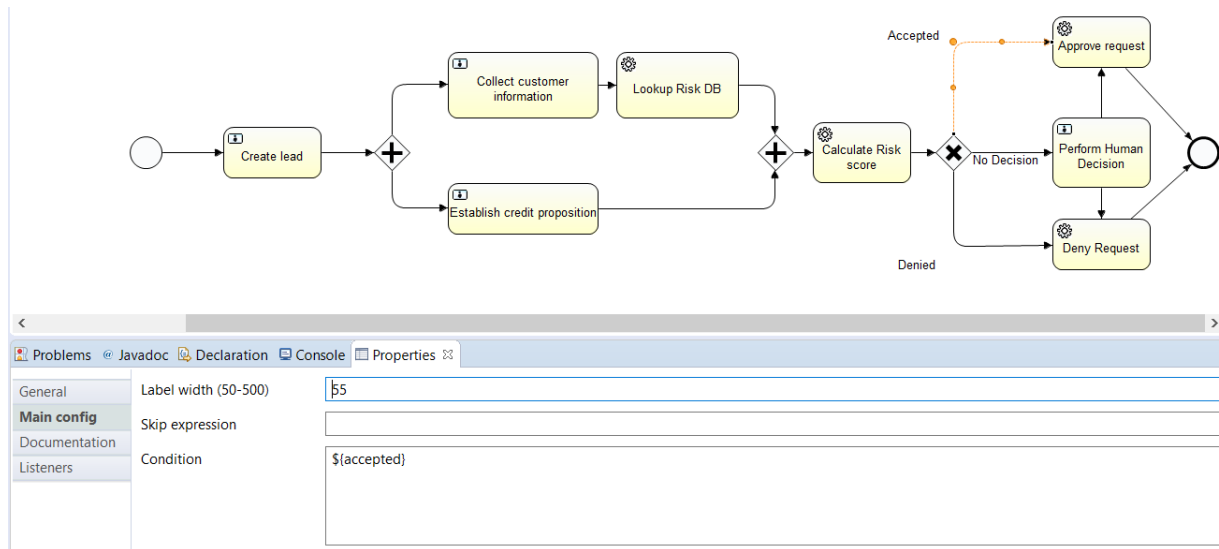 Accepted
Approve request
Collect customer
information
Lookup Risk DB
Create lead
Calculate Risk
score
No Decision
Perform Human
Decision
Establish credit proposition
Deny Request
Denied
Problems @ Javadoc Declaration Console Properties
General
Main config
Documentation
Listeners
Label width (50-500)
55
Skip expression
Condition
${accepted}